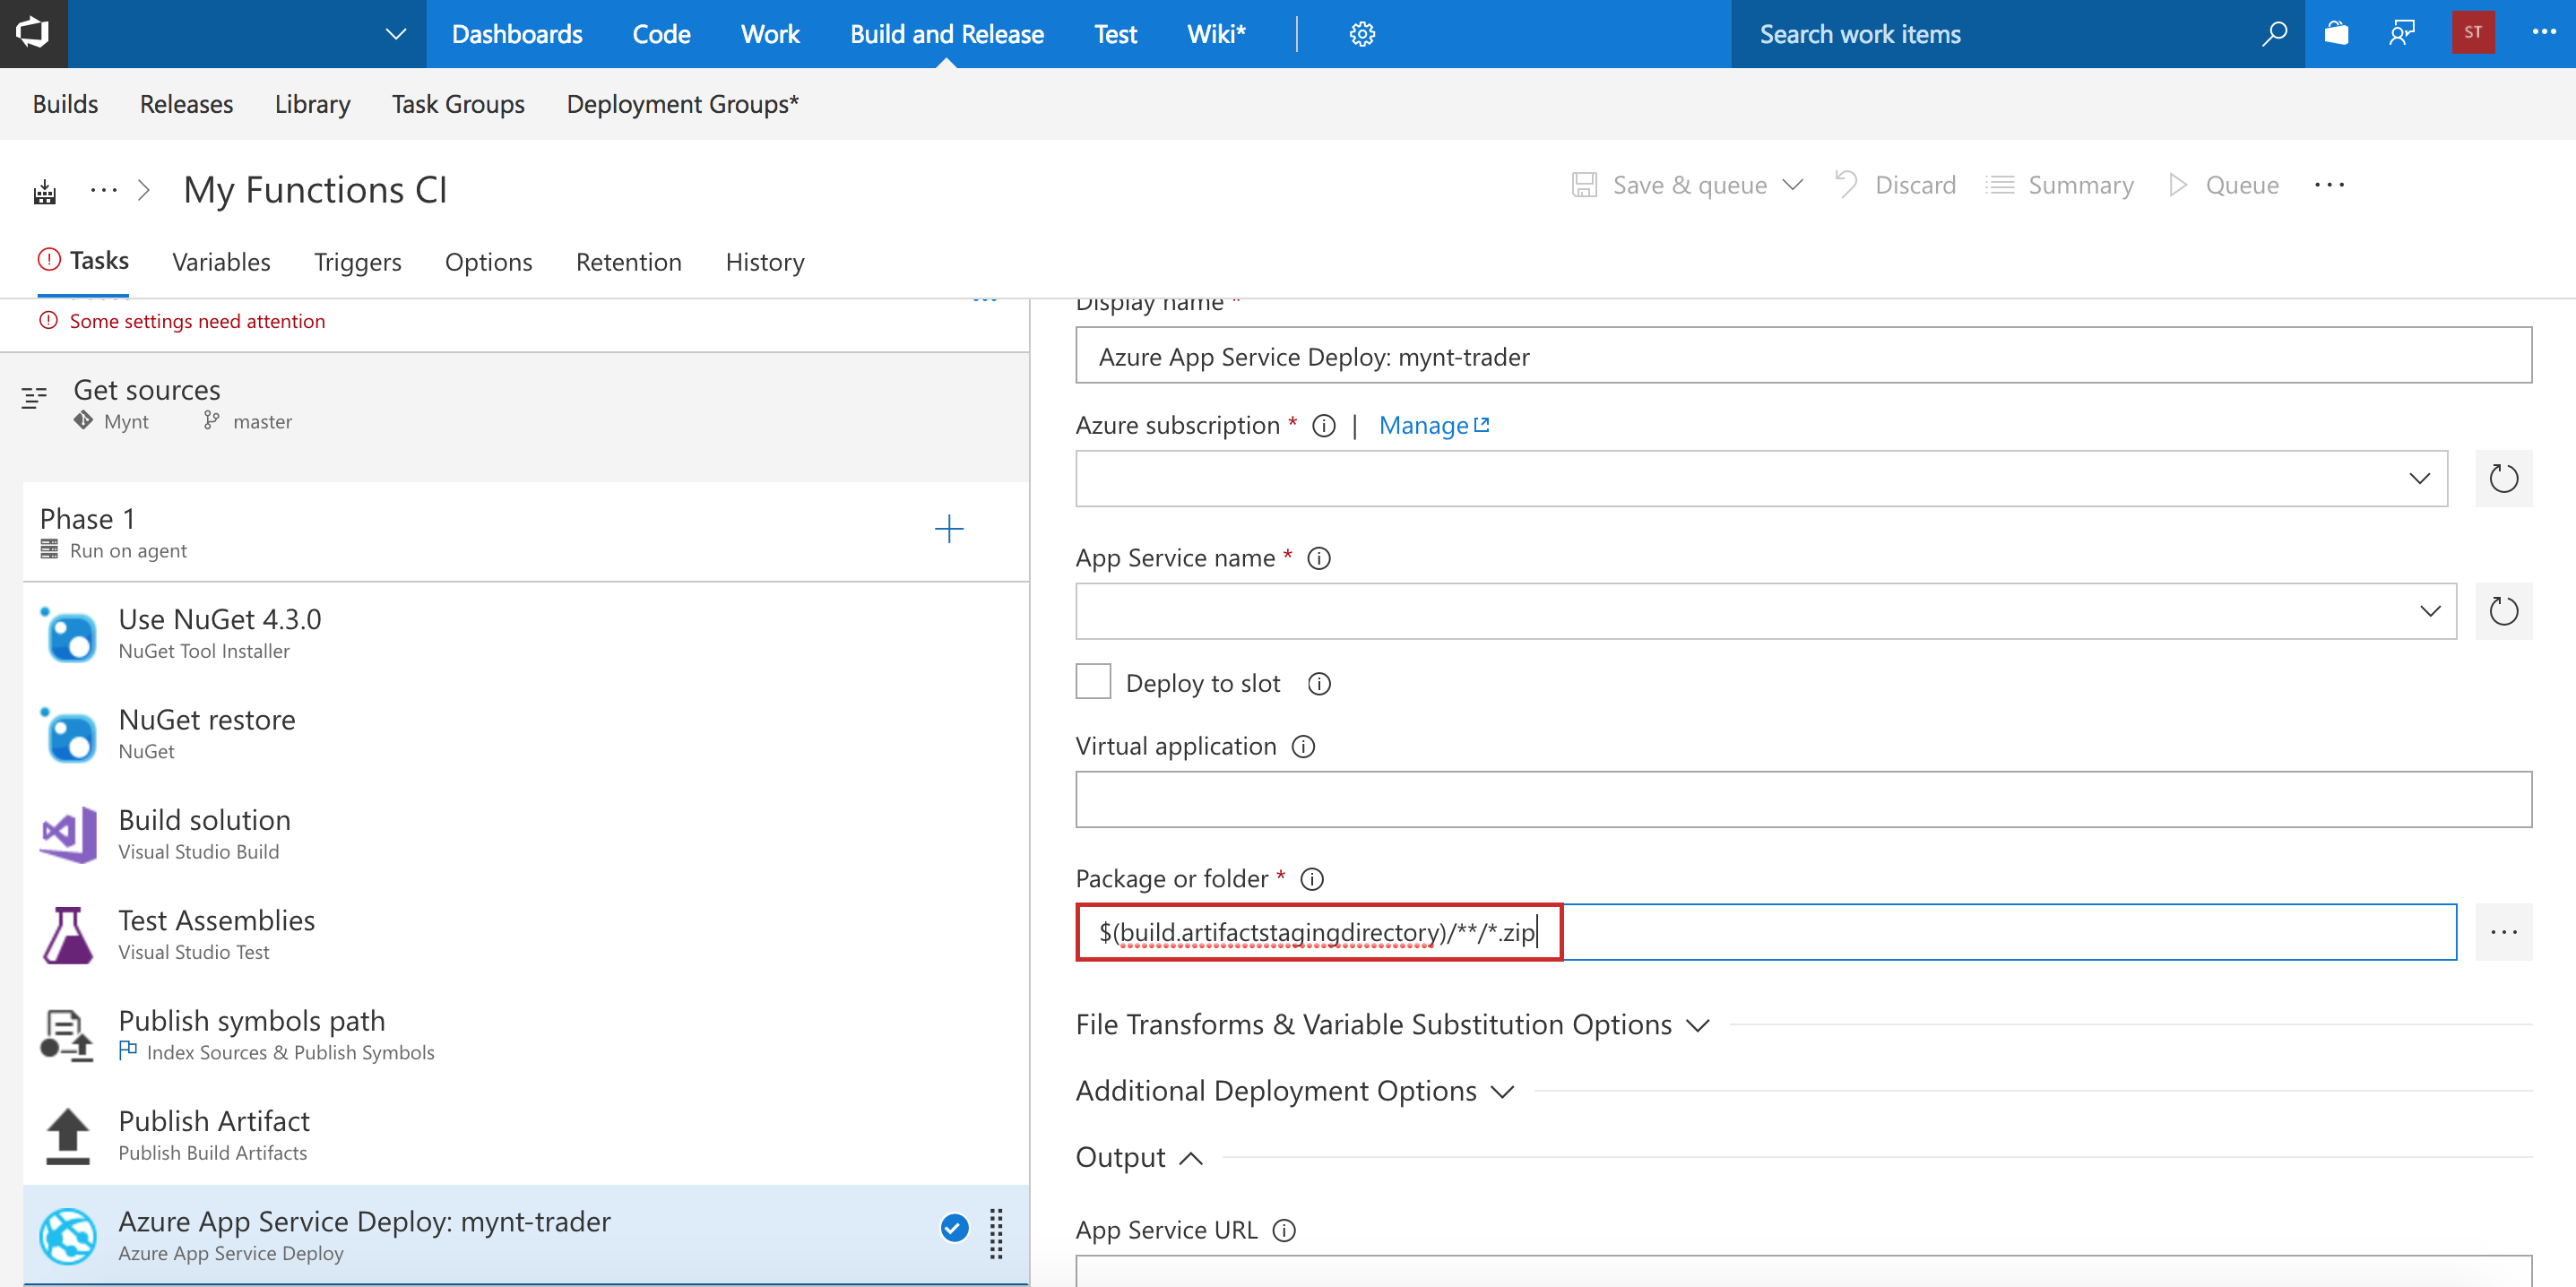 Dashboards Code Work Build and Release Test Wiki* Search work items ST
Builds Releases Library Task Groups Deployment Groups*
My Functions CI
Save & queue Discard Summary Queue
Tasks Variables Triggers Options Retention History
Some settings need attention
Get sources
Mynt master
Phase 1
Run on agent
Use NuGet 4.3.0
NuGet Tool Installer
NuGet restore
NuGet
Build solution
Visual Studio Build
Test Assemblies
Visual Studio Test
Publish symbols path
Index Sources & Publish Symbols
Publish Artifact
Publish Build Artifacts
Azure App Service Deploy: mynt-trader
Azure App Service Deploy
Display name *
Azure App Service Deploy: mynt-trader
Azure subscription * | Manage
App Service name *
Deploy to slot
Virtual application
Package or folder *
$(build.artifactstagingdirectory)/**/*.zip
File Transforms & Variable Substitution Options
Additional Deployment Options
Output
App Service URL